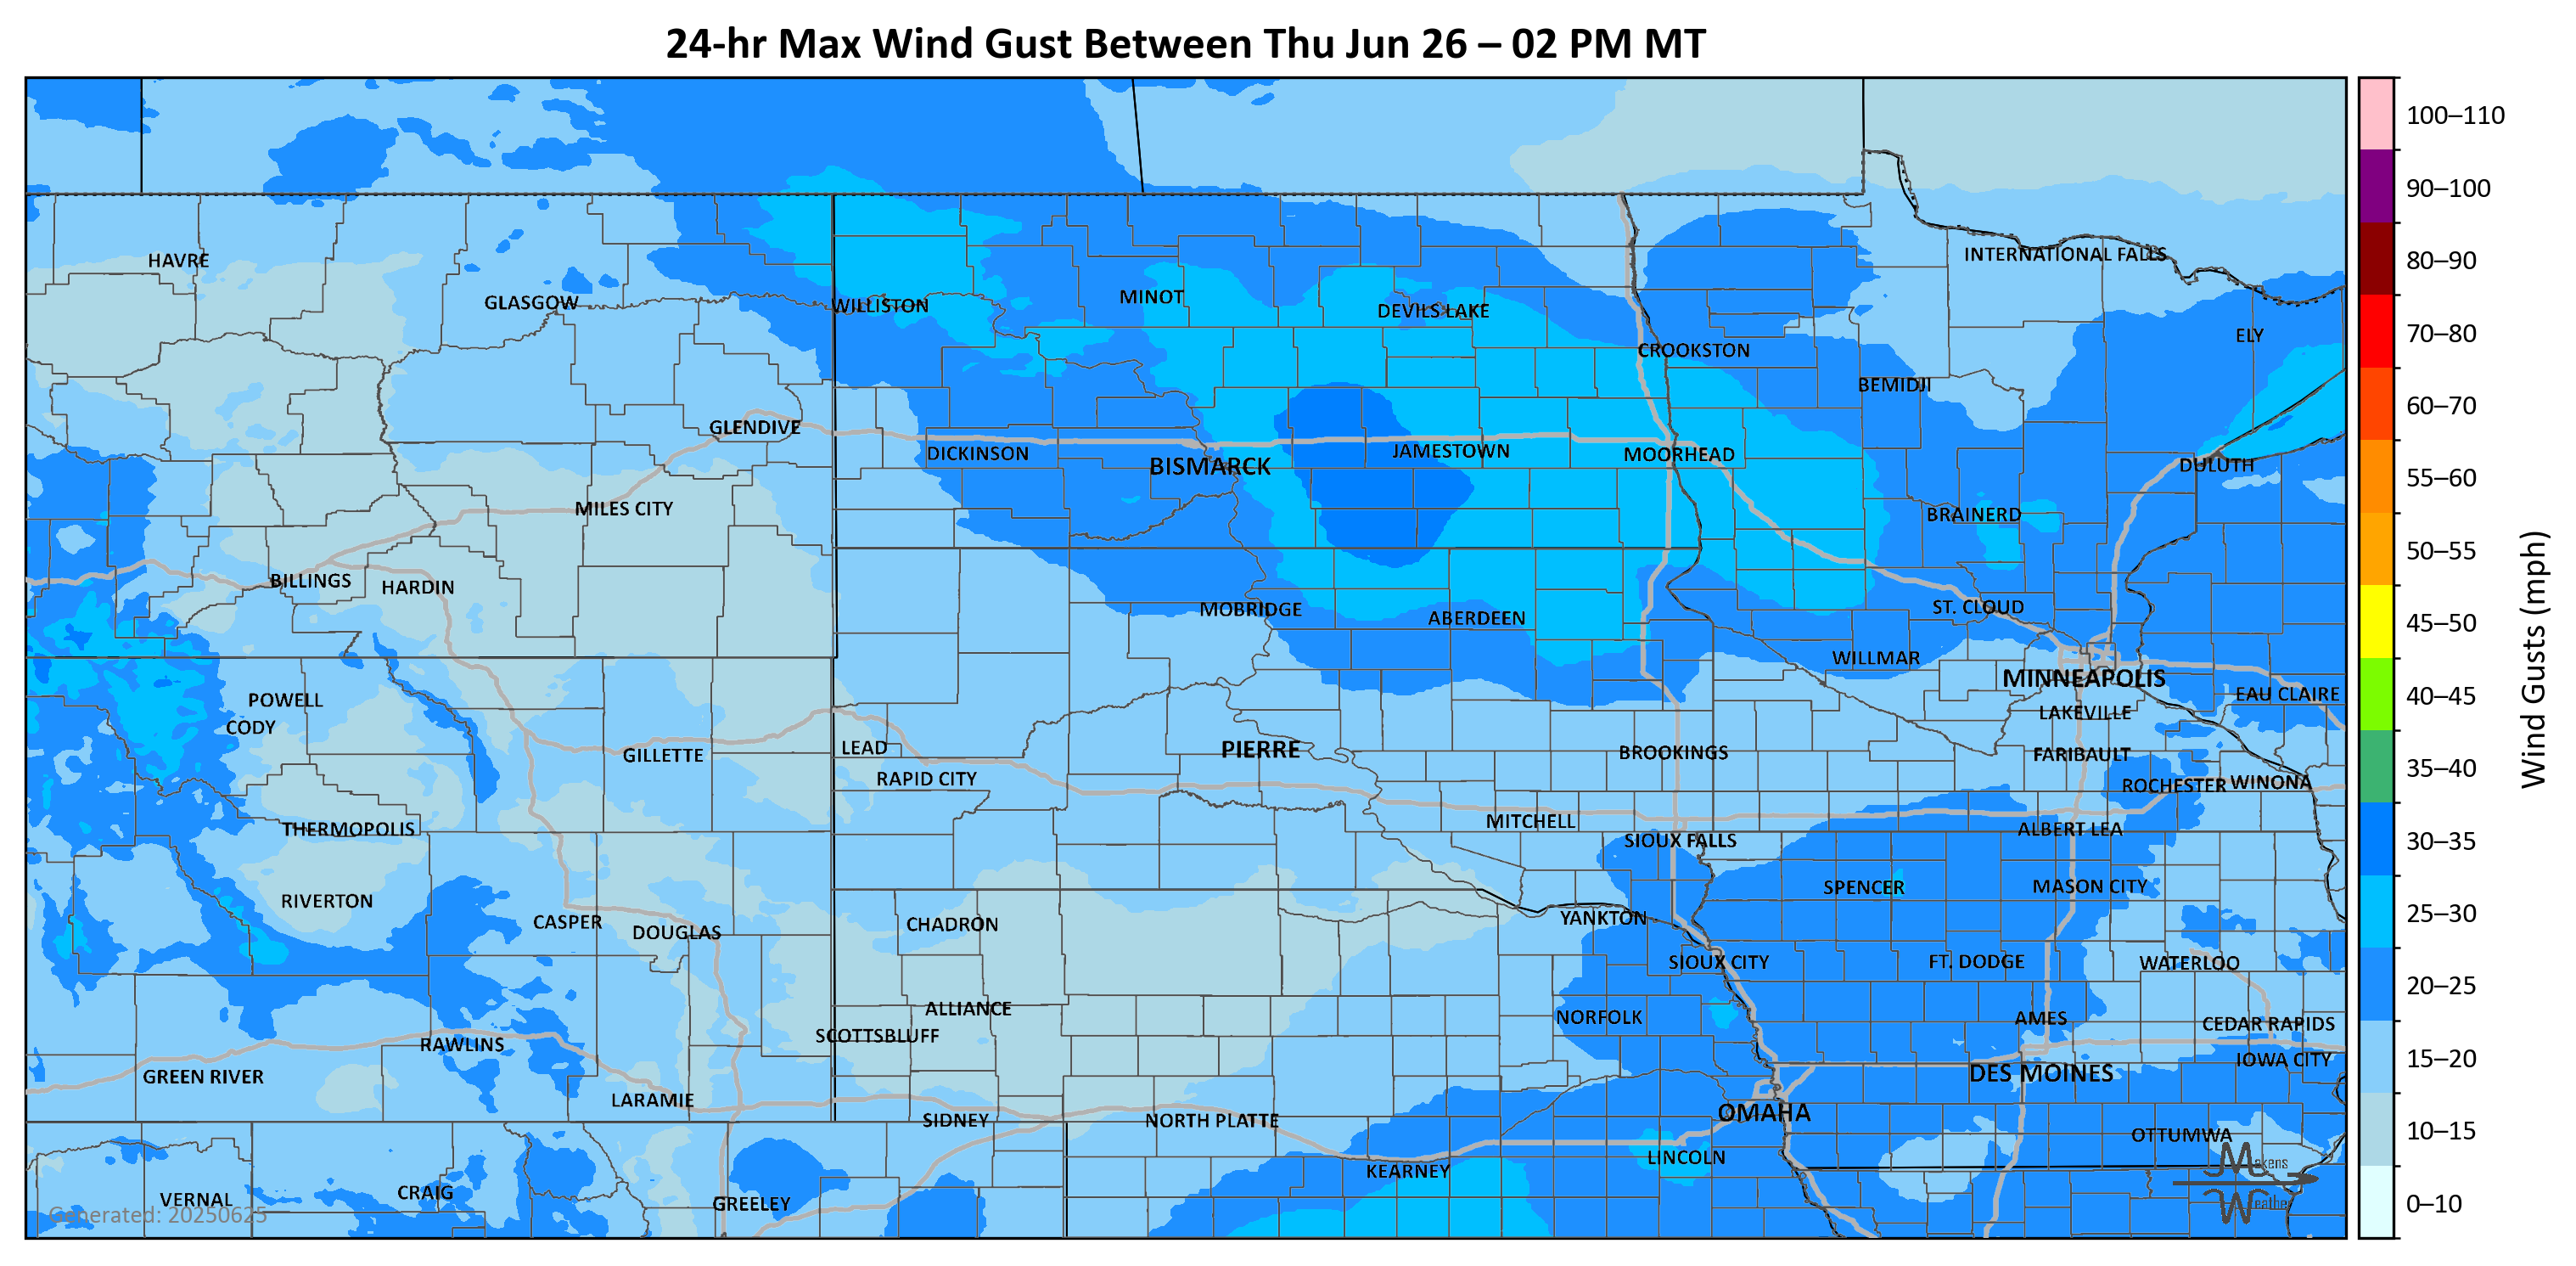 24-hr Max Wind Gust Between Thu Jun 26 – 02 PM MT
100–110
90–100
80–90
70–80
60–70
55–60
50–55
45–50
40–45
35–40
30–35
25–30
20–25
15–20
10–15
0–10
Wind Gusts (mph)
HAVRE
INTERNATIONAL FALLS
GLASGOW
WILLISTON
MINOT
DEVILS LAKE
ELY
CROOKSTON
BEMIDJI
GLENDIVE
DICKINSON
BISMARCK
JAMESTOWN
MOORHEAD
DULUTH
MILES CITY
BRAINERD
BILLINGS
HARDIN
MOBRIDGE
ABERDEEN
ST. CLOUD
WILLMAR
MINNEAPOLIS
EAU CLAIRE
POWELL
CODY
LAKEVILLE
GILLETTE
LEAD
PIERRE
BROOKINGS
FARIBAULT
RAPID CITY
ROCHESTER
WINONA
THERMOPOLIS
MITCHELL
SIOUX FALLS
ALBERT LEA
RIVERTON
SPENCER
MASON CITY
CASPER
DOUGLAS
CHADRON
YANKTON
SIOUX CITY
FT. DODGE
WATERLOO
ALLIANCE
SCOTTSBLUFF
NORFOLK
AMES
CEDAR RAPIDS
RAWLINS
IOWA CITY
GREEN RIVER
DES MOINES
LARAMIE
SIDNEY
NORTH PLATTE
OMAHA
OTTUMWA
KEARNEY
LINCOLN
VERNAL
CRAIG
GREELEY
Generated: 20250625
Makens
Weather